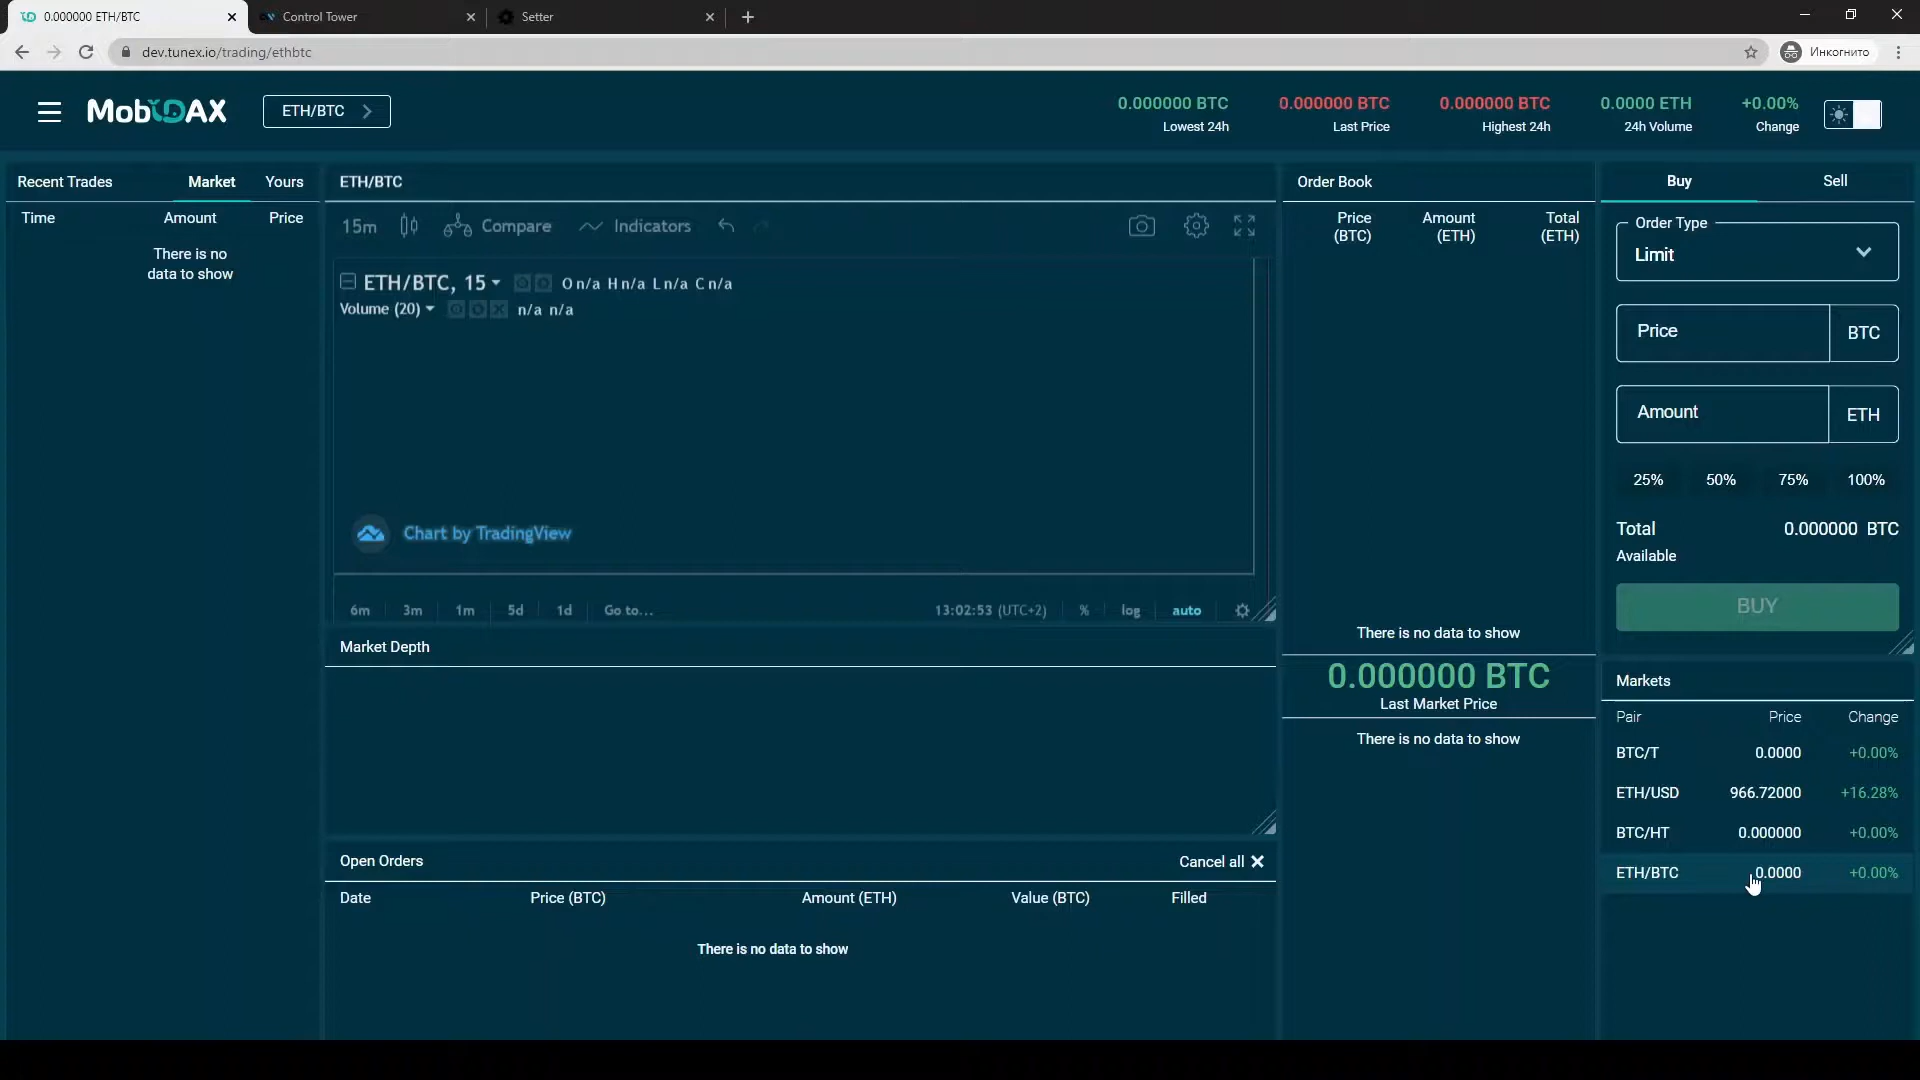 0.000000 ETH/BTC
Control Tower
Setter
dev.tunex.io/trading/ethbtc
Инкогнито
MobiDAX
ETH/BTC
0.000000 BTC
Lowest 24h
0.000000 BTC
Last Price
0.000000 BTC
Highest 24h
0.0000 ETH
24h Volume
+0.00%
Change
Recent Trades
Market
Yours
Time Amount Price
There is no
data to show
ETH/BTC
15m Compare Indicators
ETH/BTC, 15 O n/a H n/a L n/a C n/a
Volume (20) n/a n/a
Chart by TradingView
6m 3m 1m 5d 1d Go to... 13:02:53 (UTC+2) % log auto
Market Depth
Open Orders
Cancel all
Date Price (BTC) Amount (ETH) Value (BTC) Filled
There is no data to show
Order Book
Price Amount Total
(BTC) (ETH) (ETH)
There is no data to show
0.000000 BTC
Last Market Price
There is no data to show
Buy
Sell
Order Type
Limit
Price BTC
Amount ETH
25% 50% 75% 100%
Total 0.000000 BTC
Available
BUY
Markets
Pair Price Change
BTC/T 0.0000 +0.00%
ETH/USD 966.72000 +16.28%
BTC/HT 0.000000 +0.00%
ETH/BTC 0.0000 +0.00%